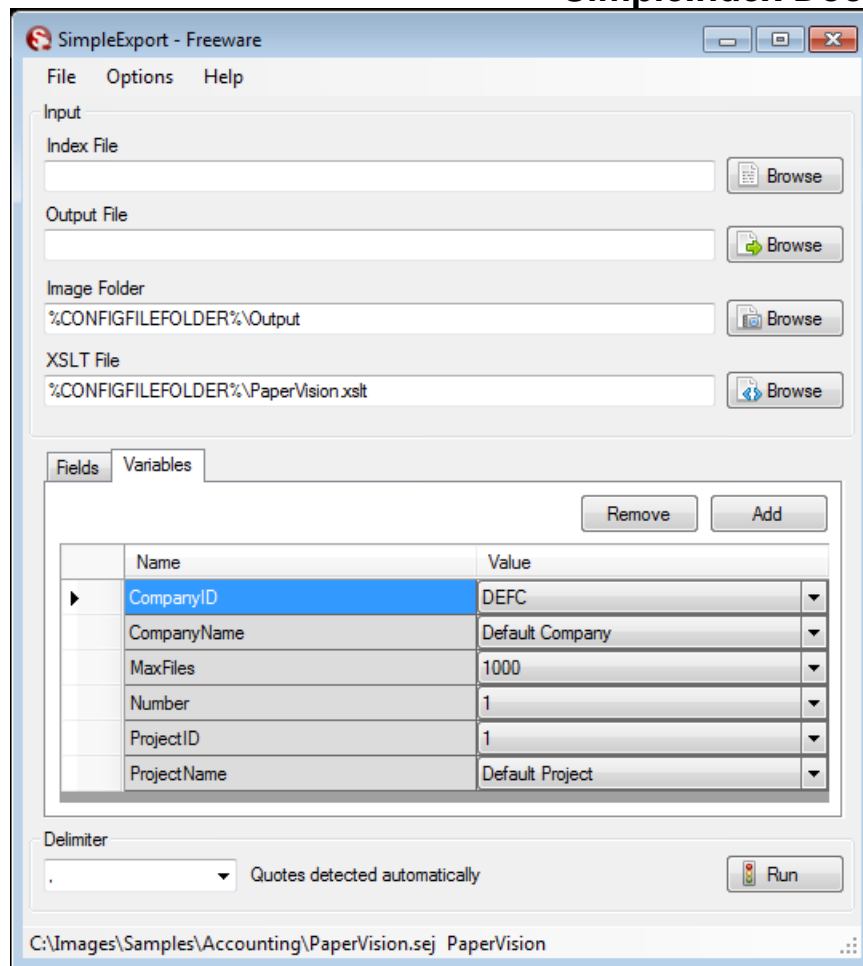 SimpleExport - Freeware
File Options Help
Input
Index File
Browse
Output File
Browse
Image Folder
%CONFIGFILEFOLDER%\Output
Browse
XSLT File
%CONFIGFILEFOLDER%\PaperVision.xslt
Browse
Fields Variables
Remove Add
Name Value
CompanyID DEFC
CompanyName Default Company
MaxFiles 1000
Number 1
ProjectID 1
ProjectName Default Project
Delimiter
, Quotes detected automatically Run
C:\Images\Samples\Accounting\PaperVision.sej PaperVision